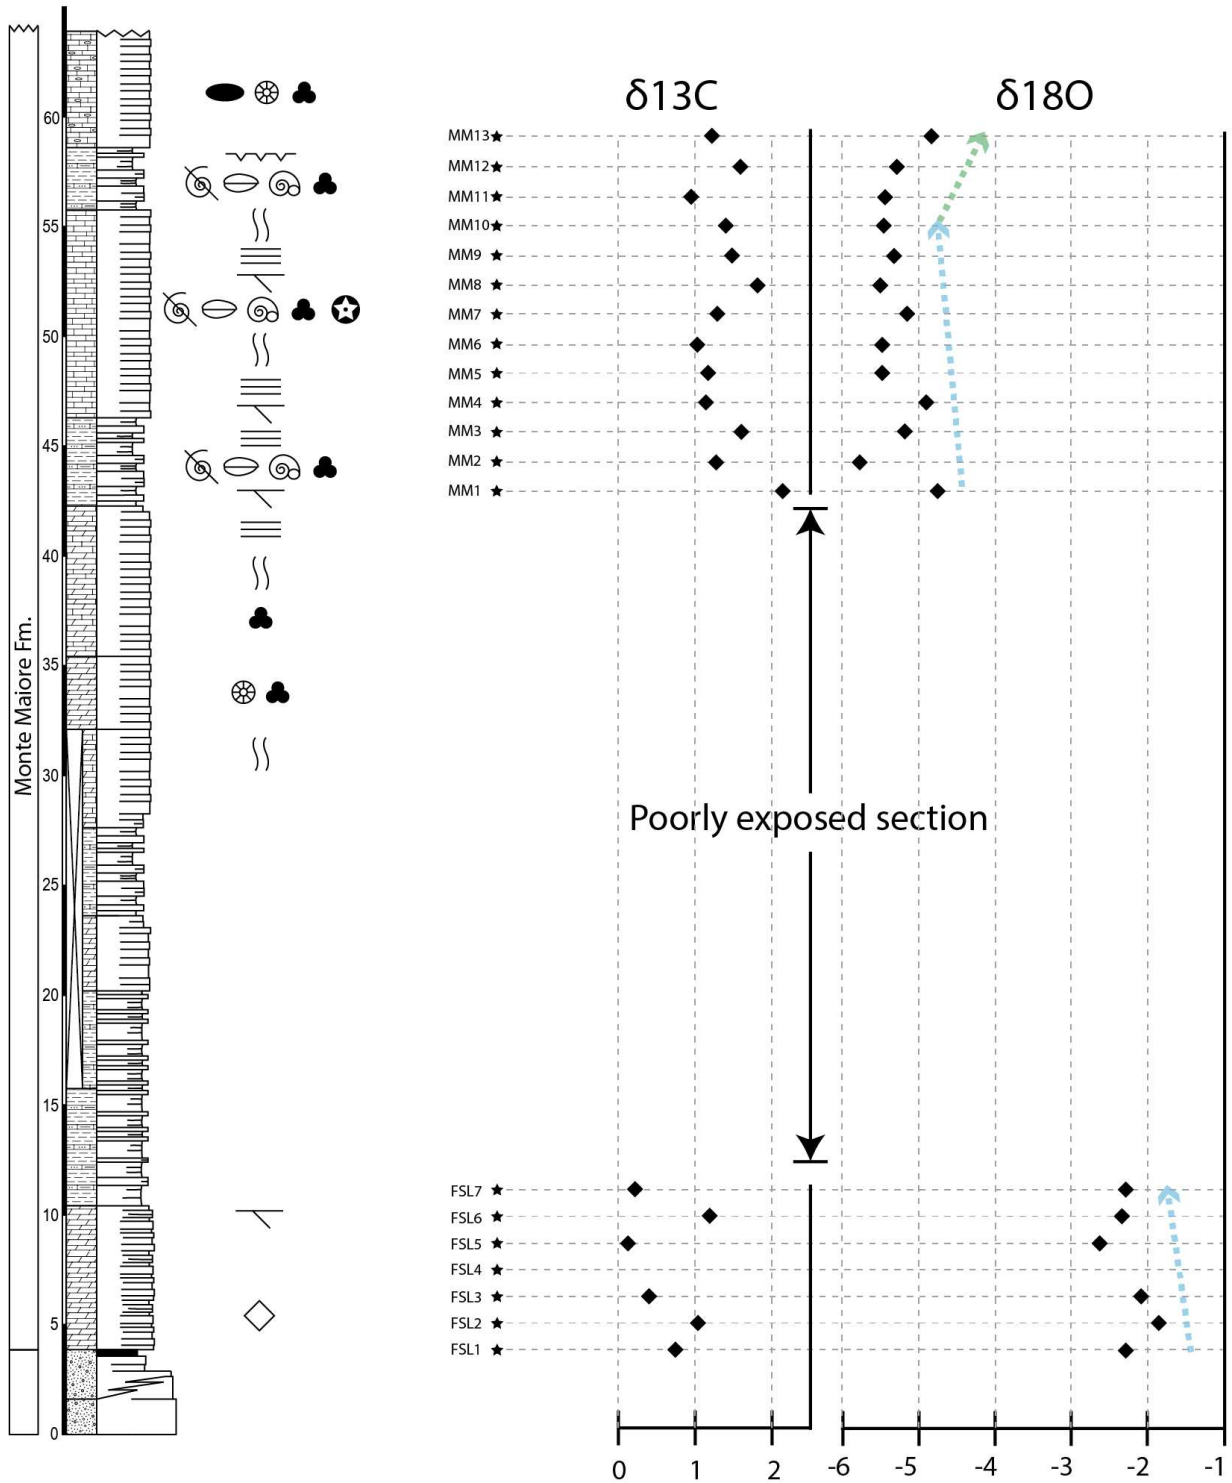 δ13C
δ18O
60
55
50
45
40
35
30
25
20
15
10
5
0
Monte Maiore Fm.
MM13
MM12
MM11
MM10
MM9
MM8
MM7
MM6
MM5
MM4
MM3
MM2
MM1
Poorly exposed section
FSL7
FSL6
FSL5
FSL4
FSL3
FSL2
FSL1
0 1 2 -6 -5 -4 -3 -2 -1